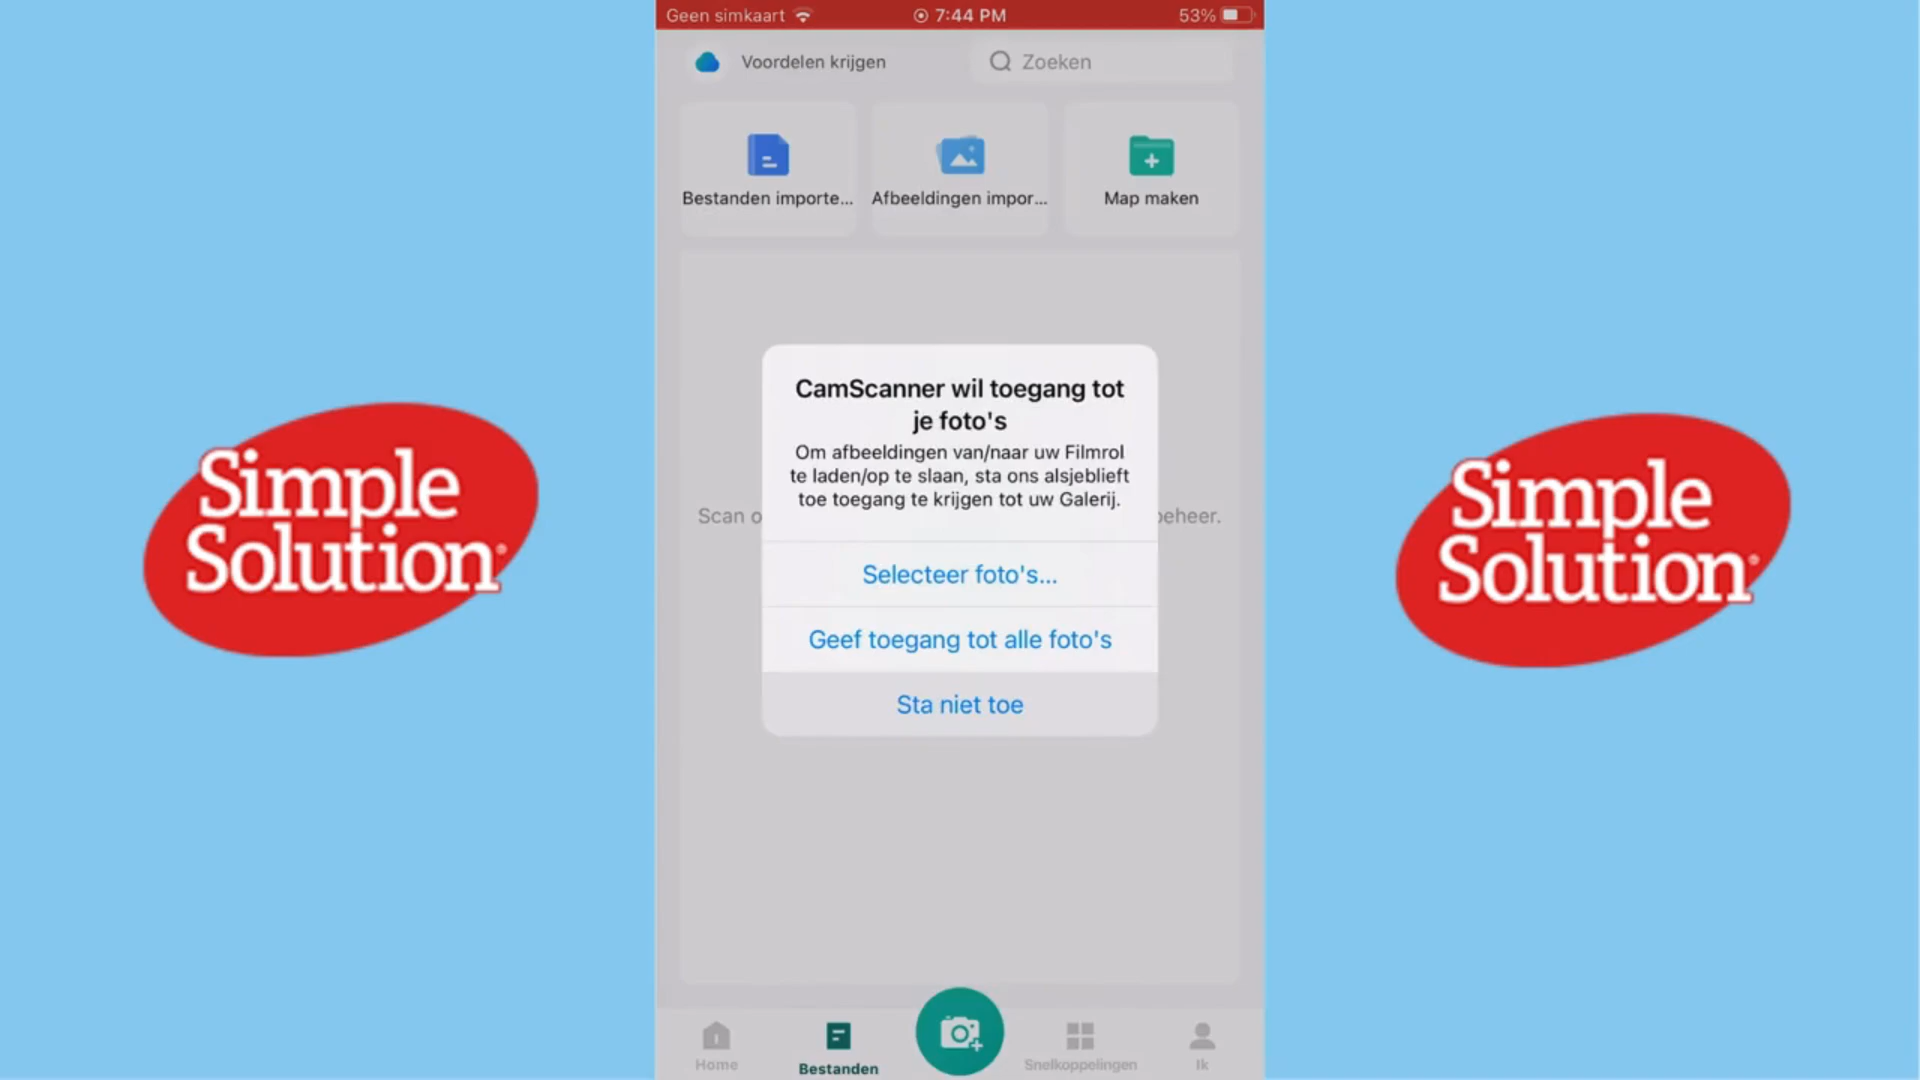 Geen simkaart 7:44 PM 53%
Voordelen krijgen Zoeken
Bestanden importe... Afbeeldingen impor... Map maken
CamScanner wil toegang tot
je foto's
Om afbeeldingen van/naar uw Filmrol
te laden/op te slaan, sta ons alsjeblieft
toe toegang te krijgen tot uw Galerij.
Scan o
beheer.
Selecteer foto's...
Geef toegang tot alle foto's
Sta niet toe
Home Bestanden Snelkoppelingen Ik
Simple
Solution®
Simple
Solution®